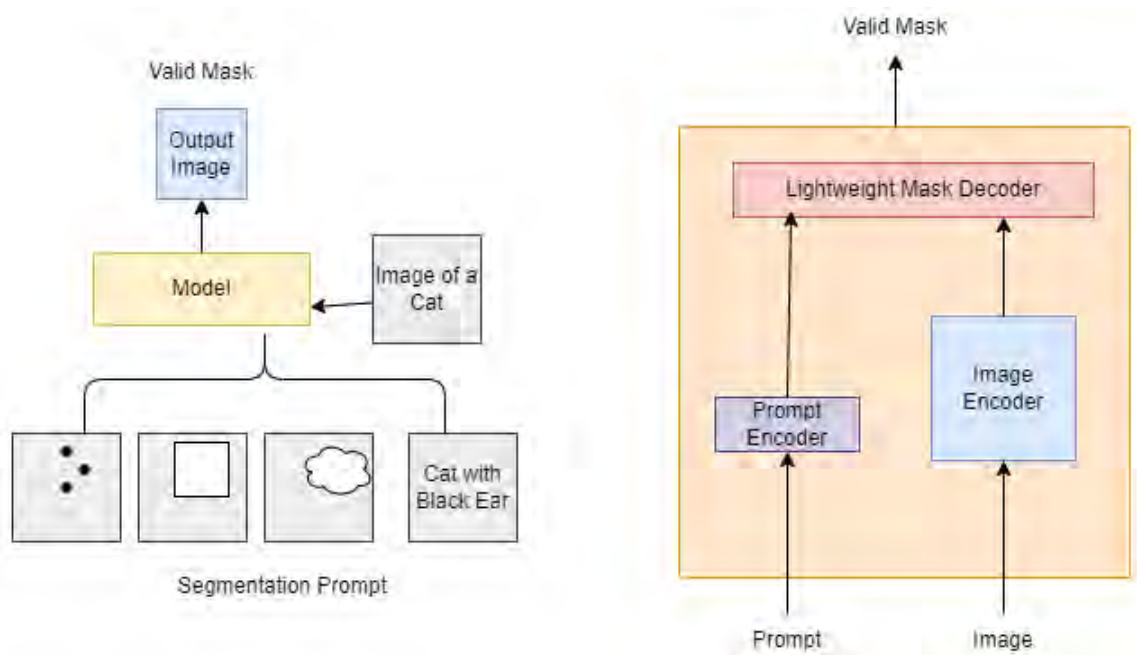 Valid Mask
Output
Image
Model
Image of a
Cat
Cat with
Black Ear
Segmentation Prompt
Valid Mask
Lightweight Mask Decoder
Image
Encoder
Prompt
Encoder
Prompt
Image